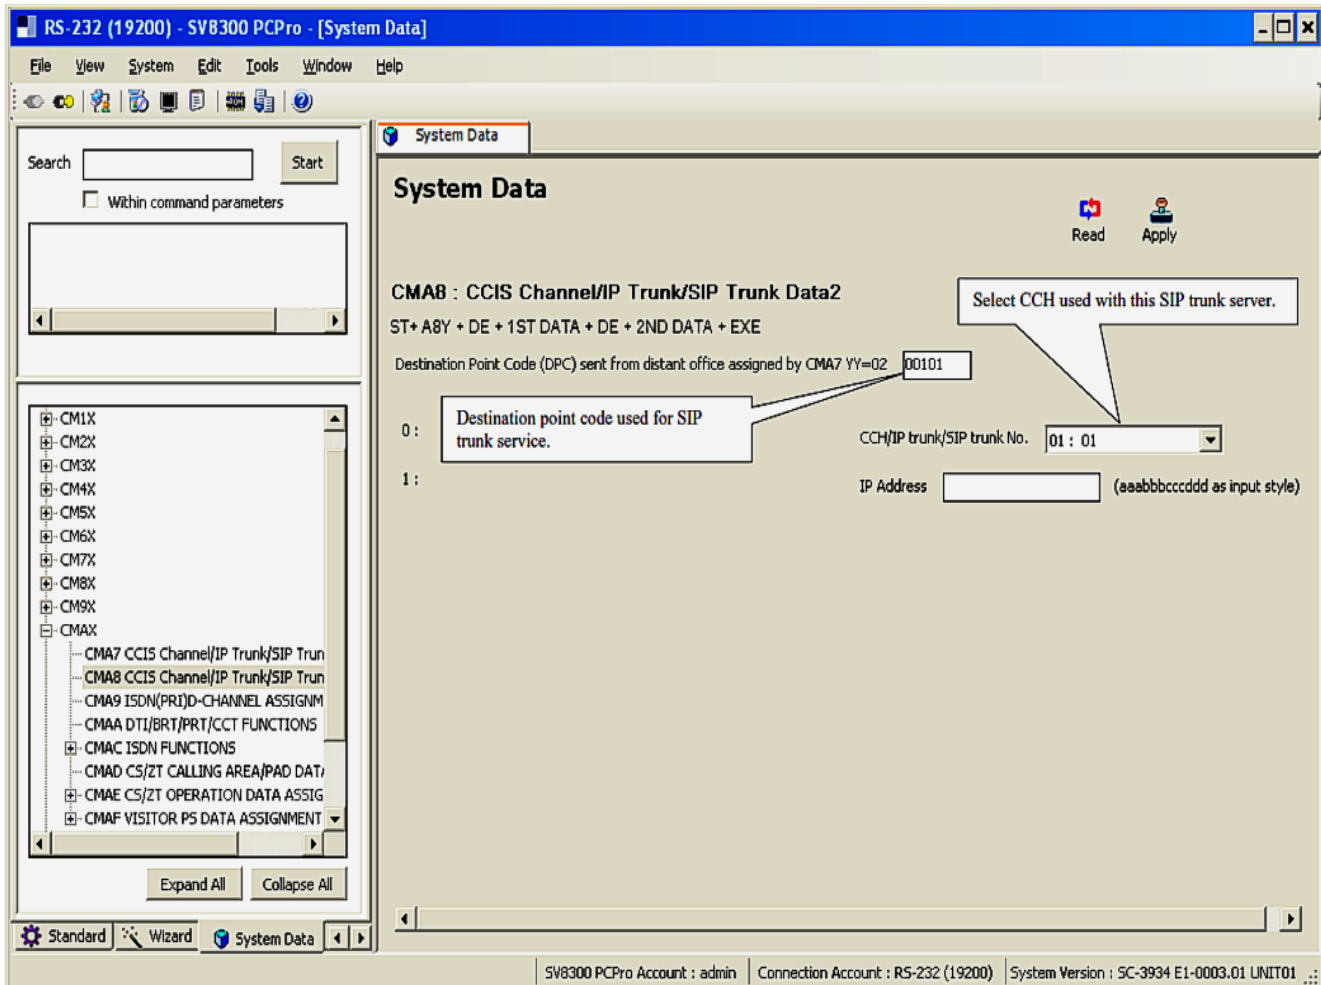 RS-232 (19200) - SV8300 PCPro - [System Data]
File View System Edit Tools Window Help
Search
Start
Within command parameters
CM1X
CM2X
CM3X
CM4X
CM5X
CM6X
CM7X
CM8X
CM9X
CMAX
CMA7 CCIS Channel/IP Trunk/SIP Trun
CMA8 CCIS Channel/IP Trunk/SIP Trun
CMA9 ISDN(PRI)D-CHANNEL ASSIGNM
CMAA DTI/BRT/PRT/CCT FUNCTIONS
CMAC ISDN FUNCTIONS
CMAD CS/ZT CALLING AREA/PAD DAT
CMAE CS/ZT OPERATION DATA ASSIG
CMAF VISITOR PS DATA ASSIGNMENT
Expand All Collapse All
Standard Wizard System Data
System Data
System Data
Read Apply
CMA8 : CCIS Channel/IP Trunk/SIP Trunk Data2
Select CCH used with this SIP trunk server.
ST+ A8Y + DE + 1ST DATA + DE + 2ND DATA + EXE
Destination Point Code (DPC) sent from distant office assigned by CMA7 YY=02 00101
Destination point code used for SIP
trunk service.
0 :
CCH/IP trunk/SIP trunk No. 01 : 01
1 :
IP Address (aaabbbcccddd as input style)
SV8300 PCPro Account : admin Connection Account : RS-232 (19200) System Version : SC-3934 E1-0003.01 UNIT01